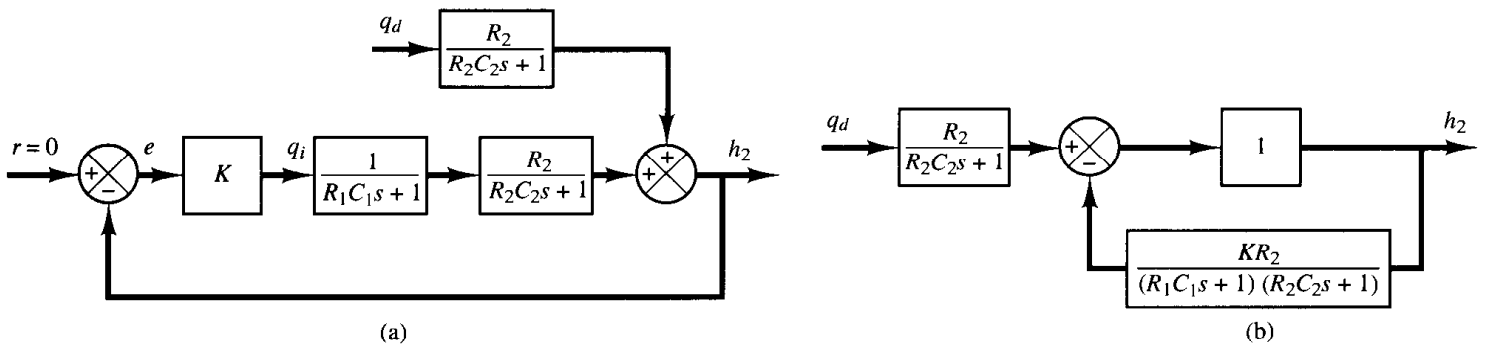 q_d
R_2
R_2C_2s + 1
r = 0
+
−
e
K
q_i
1
R_1C_1s + 1
R_2
R_2C_2s + 1
+
+
h_2
(a)
q_d
R_2
R_2C_2s + 1
+
−
1
h_2
KR_2
(R_1C_1s + 1) (R_2C_2s + 1)
(b)